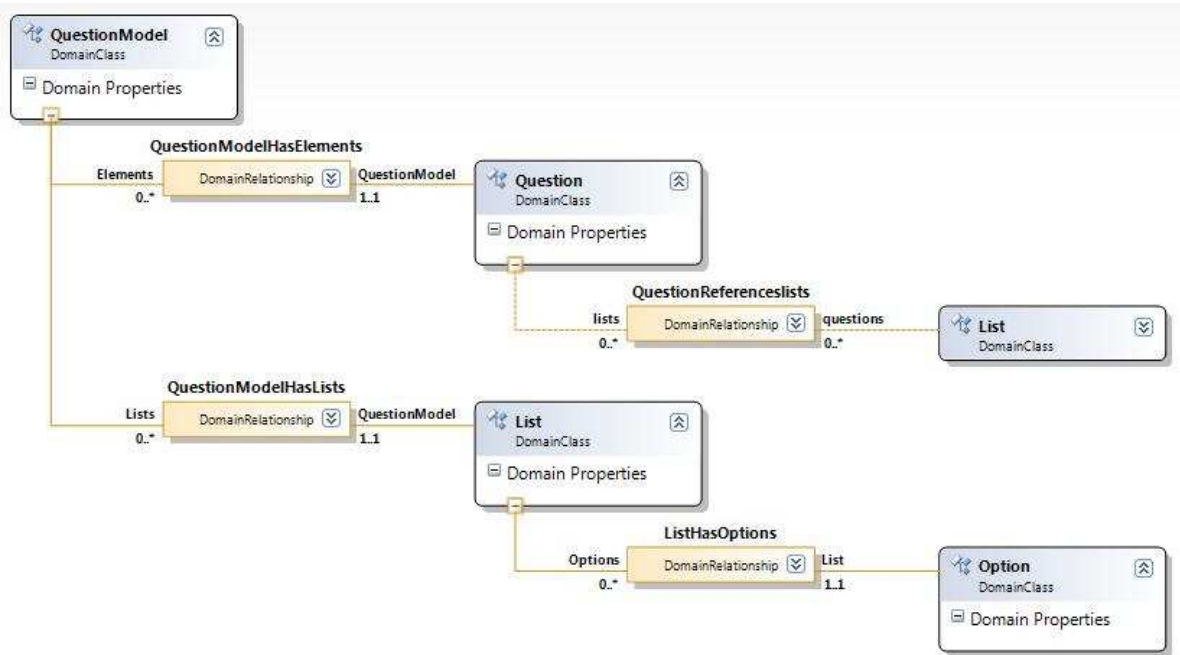 QuestionModel
DomainClass
Domain Properties
QuestionModelHasElements
Elements
DomainRelationship
QuestionModel
0..*
1..1
Question
DomainClass
Domain Properties
QuestionReferenceslists
lists
DomainRelationship
questions
0..*
0..*
List
DomainClass
QuestionModelHasLists
Lists
DomainRelationship
QuestionModel
0..*
1..1
List
DomainClass
Domain Properties
ListHasOptions
Options
DomainRelationship
List
0..*
1..1
Option
DomainClass
Domain Properties